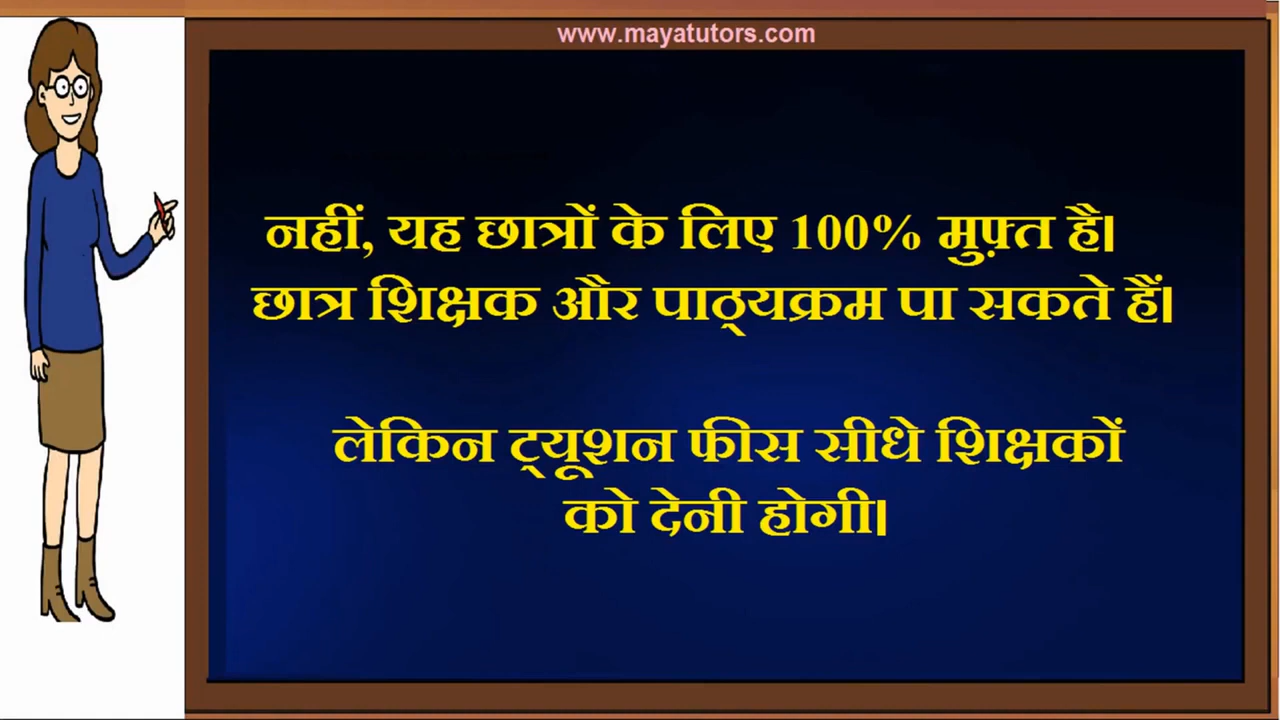 www.mayatutors.com
नहीं, यह छात्रों के लिए 100% मुफ़्त है।
छात्र शिक्षक और पाठ्यक्रम पा सकते हैं।
लेकिन ट्यूशन फीस सीधे शिक्षकों
को देनी होगी।